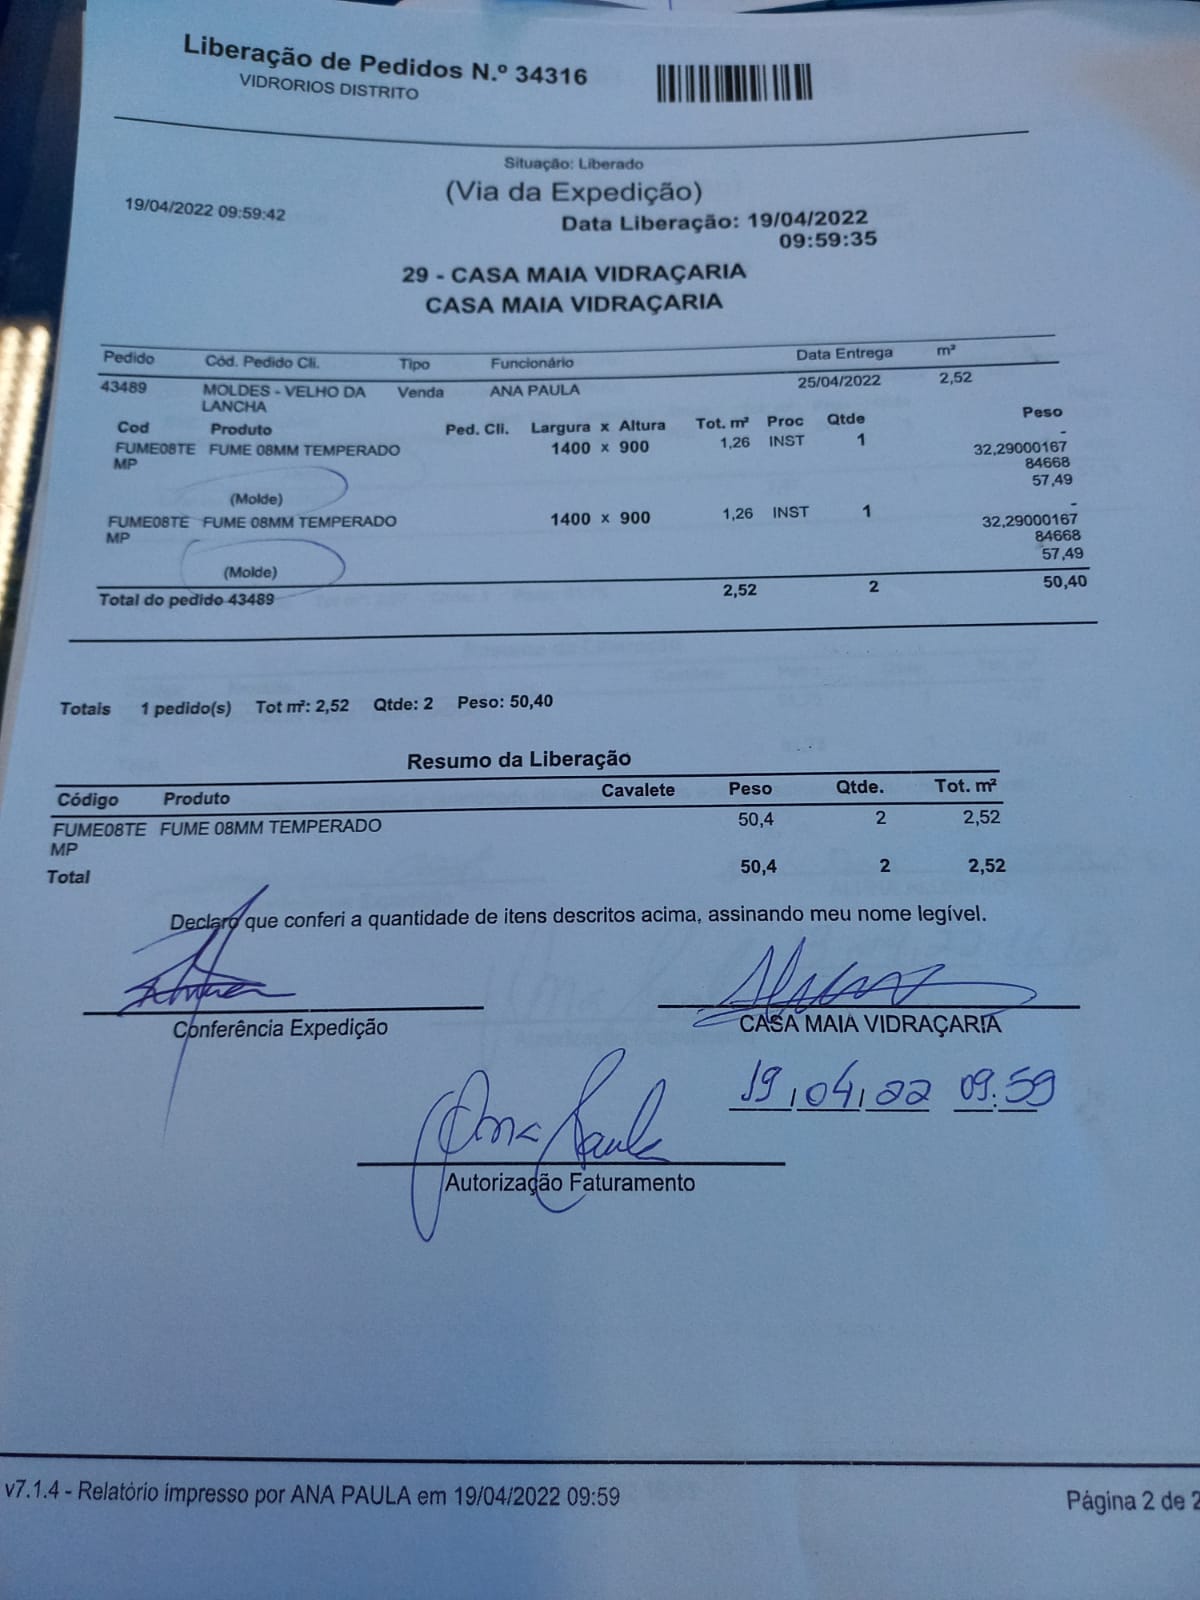 Liberação de Pedidos N.º 34316
VIDRORIOS DISTRITO
Situação: Liberado
(Via da Expedição)
19/04/2022 09:59:42
Data Liberação: 19/04/2022
09:59:35
29 - CASA MAIA VIDRAÇARIA
CASA MAIA VIDRAÇARIA
Pedido Cód. Pedido Cli. Tipo Funcionário Data Entrega m²
43489 MOLDES - VELHO DA Venda ANA PAULA 25/04/2022 2,52
LANCHA
Cod Produto Ped. Cli. Largura x Altura Tot. m² Proc Qtde Peso
FUME08TE FUME 08MM TEMPERADO 1400 x 900 1,26 INST 1 -
MP 32,29000167
84668
(Molde) 57,49
FUME08TE FUME 08MM TEMPERADO 1400 x 900 1,26 INST 1 -
MP 32,29000167
84668
(Molde) 57,49
Total do pedido 43489 2,52 2 50,40
Totais 1 pedido(s) Tot m²: 2,52 Qtde: 2 Peso: 50,40
Resumo da Liberação
Código Produto Cavalete Peso Qtde. Tot. m²
FUME08TE FUME 08MM TEMPERADO 50,4 2 2,52
MP
Total 50,4 2 2,52
Declaro que conferi a quantidade de itens descritos acima, assinando meu nome legível.
Conferência Expedição CASA MAIA VIDRAÇARIA
19/04/22 09:59
Ana Paula
Autorização Faturamento
v7.1.4 - Relatório impresso por ANA PAULA em 19/04/2022 09:59 Página 2 de 2